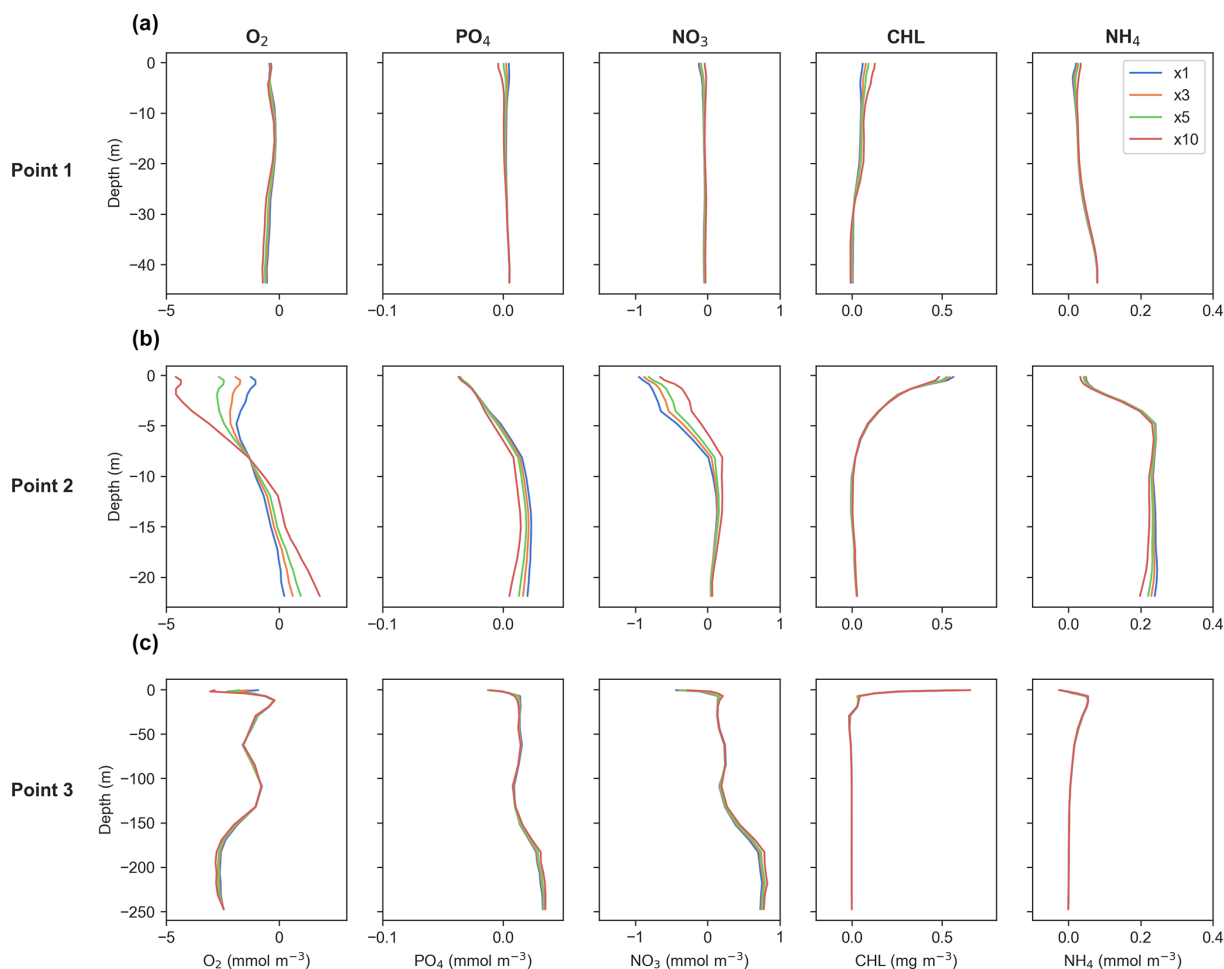 (a)
O₂ PO₄ NO₃ CHL NH₄
Point 1
Depth (m)
0
−10
−20
−30
−40
x1
x3
x5
x10
−5 0 −0.1 0.0 −1 0 1 0.0 0.5 0.0 0.2 0.4
(b)
Point 2
Depth (m)
0
−5
−10
−15
−20
−5 0 −0.1 0.0 −1 0 1 0.0 0.5 0.0 0.2 0.4
(c)
Point 3
Depth (m)
0
−50
−100
−150
−200
−250
−5 0 −0.1 0.0 −1 0 1 0.0 0.5 0.0 0.2 0.4
O₂ (mmol m⁻³) PO₄ (mmol m⁻³) NO₃ (mmol m⁻³) CHL (mg m⁻³) NH₄ (mmol m⁻³)